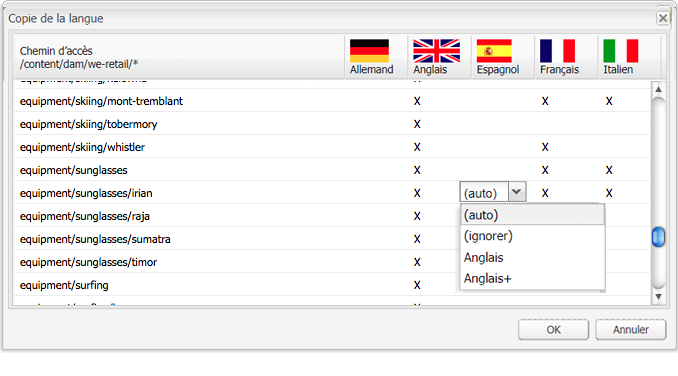 Copie de la langue
Chemin d'accès
/content/dam/we-retail/*
Allemand Anglais Espagnol Français Italien
equipment/skiing/mont-tremblant X X X
equipment/skiing/tobermory X
equipment/skiing/whistler X X
equipment/sunglasses X X X
equipment/sunglasses/irian X (auto) X X
equipment/sunglasses/raja X (auto)
(ignorer)
equipment/sunglasses/sumatra X
Anglais
equipment/sunglasses/timor X
Anglais+
equipment/surfing X
OK Annuler